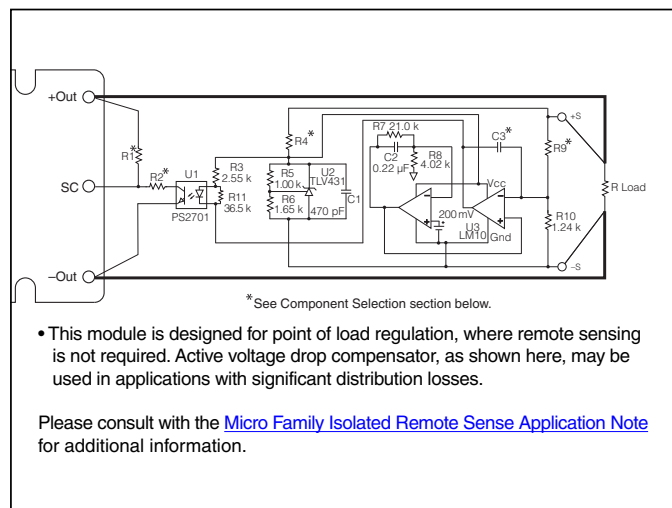 +Out
SC
–Out
R1*
R2*
U1
PS2701
R3
2.55 k
R11
36.5 k
R4*
R5
1.00 k
R6
1.65 k
U2
TLV431
470 pF
C1
R7 21.0 k
C2
0.22 µF
R8
4.02 k
200 mV
Vcc
U3
LM10
Gnd
C3*
R9*
R10
1.24 k
+S
–S
R Load
*See Component Selection section below.
• This module is designed for point of load regulation, where remote sensing
is not required. Active voltage drop compensator, as shown here, may be
used in applications with significant distribution losses.
Please consult with the Micro Family Isolated Remote Sense Application Note
for additional information.